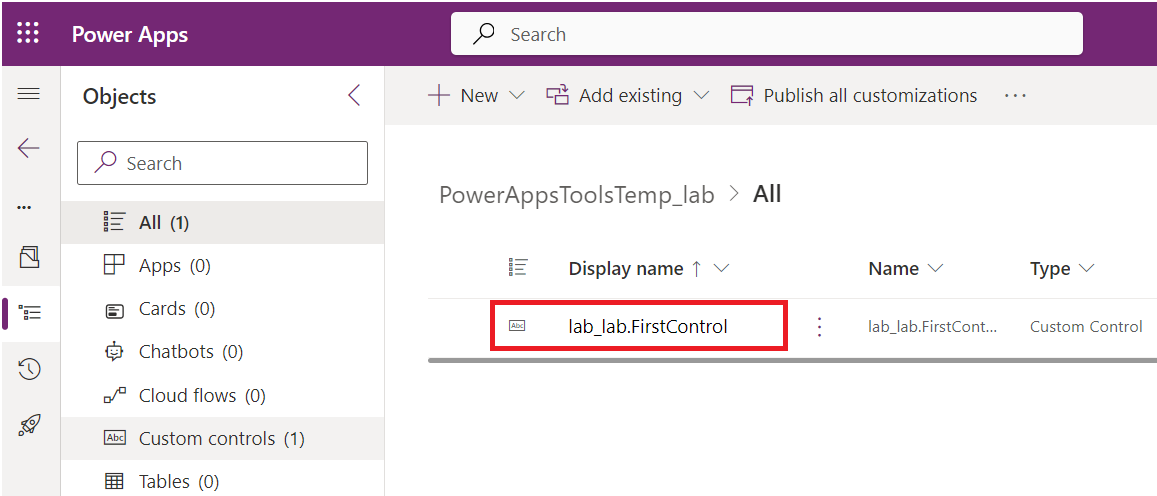 Power Apps
Search
Objects
Search
All (1)
Apps (0)
Cards (0)
Chatbots (0)
Cloud flows (0)
Abc Custom controls (1)
Tables (0)
+ New Add existing Publish all customizations ···
PowerAppsToolsTemp_lab > All
Display name ↑ Name Type
Abc lab_lab.FirstControl lab_lab.FirstCont... Custom Control